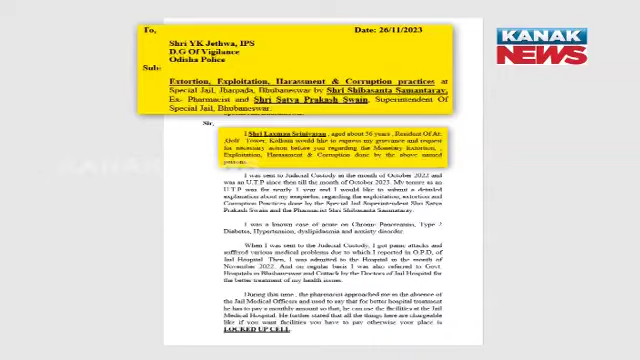 KANAK
NEWS
To,
Date: 26/11/2023
Shri YK Jethwa, IPS
D.G Of Vigilance
Odisha Police
Sub:
Extortion, Exploitation, Harassment & Corruption practices at
Special Jail, Jharpada, Bhubaneswar by Shri Shibasanta Samantaray,
Ex- Pharmacist and Shri Satya Prakash Swain, Superintendent Of
Special Jail, Bhubaneswar.
Sir,
I Shri Laxman Srinivasan, aged about 56 years, Resident Of At:
Tower, Kolkata would like to express my grievance and request
for necessary action before you regarding the Monetary Extortion,
Exploitation, Harassment & Corruption done by the above named
persons.
I was sent to Judicial Custody in the month of October 2022 and
was an U.T.P since then till the month of October 2023. My tenure as an
U.T.P was for nearly 1 year and I would like to submit a detailed
explanation about my regarding the exploitation, extortion and
Corruption Practices done by the Special Jail Superintendent Shri Satya
Prakash Swain and the Pharmacist Shri Shibasanta Samantaray.
I was a known case of acute on Chronic Pancreatitis, Type 2
Diabetes, Hypertension, dyslipidemia and anxiety disorder.
When I was sent to the Judicial Custody, I got panic attacks and
suffered various medical problems due to which I reported in O.P.D, of
Jail Hospital. Then, I was admitted to the Hospital in the month of
November 2022. And on regular basis I was also referred to Govt.
Hospitals in Bhubaneswar and Cuttack by the Doctors of Jail Hospital for
the better treatment of my health issues.
During that time, the pharmacist approached me in the absence of
the Jail Medical Officers and used to say that for better hospital treatment
he has to pay a monthly amount so that, he can use the facilities at the Jail
Medical Hospital. He further stated that all the things here are chargeable
like if you want facilities you have to pay otherwise your place is
LOCKED UP CELL.